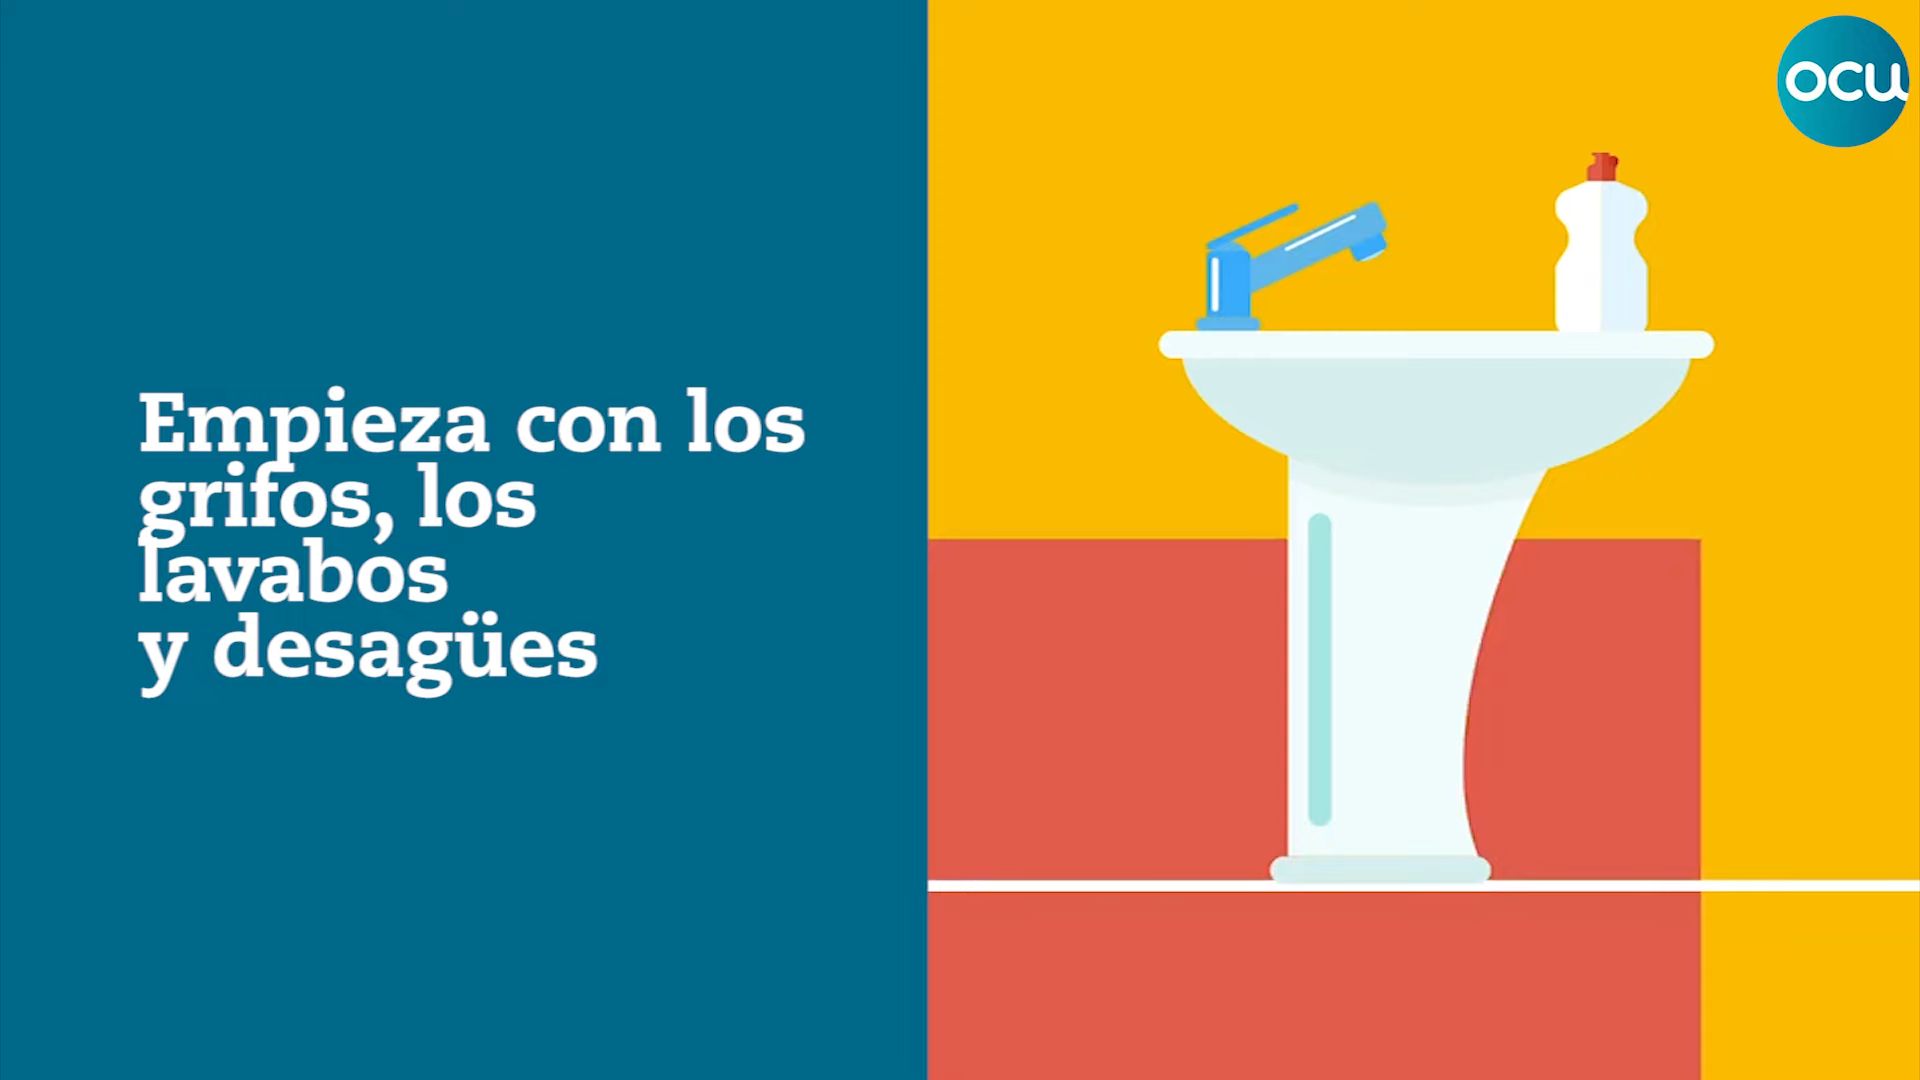 ocu
Empieza con los
grifos, los
lavabos
y desagües